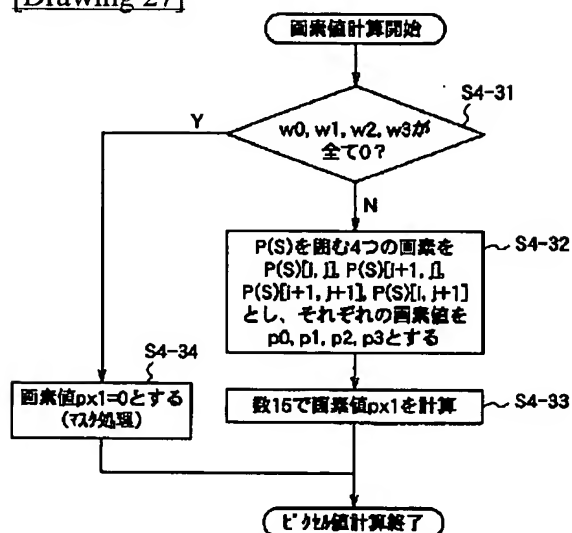 [Drawing 27]
画素値計算開始
S4-31
Y
w0, w1, w2, w3が
全て0?
N
P(S)を囲む4つの画素を
P(S)[i, j], P(S)[i+1, j],
P(S)[i+1, j+1], P(S)[i, j+1]
とし、それぞれの画素値を
p0, p1, p2, p3とする
S4-32
S4-34
画素値px1=0とする
(マスク処理)
数15で画素値px1を計算
S4-33
ピクセル値計算終了